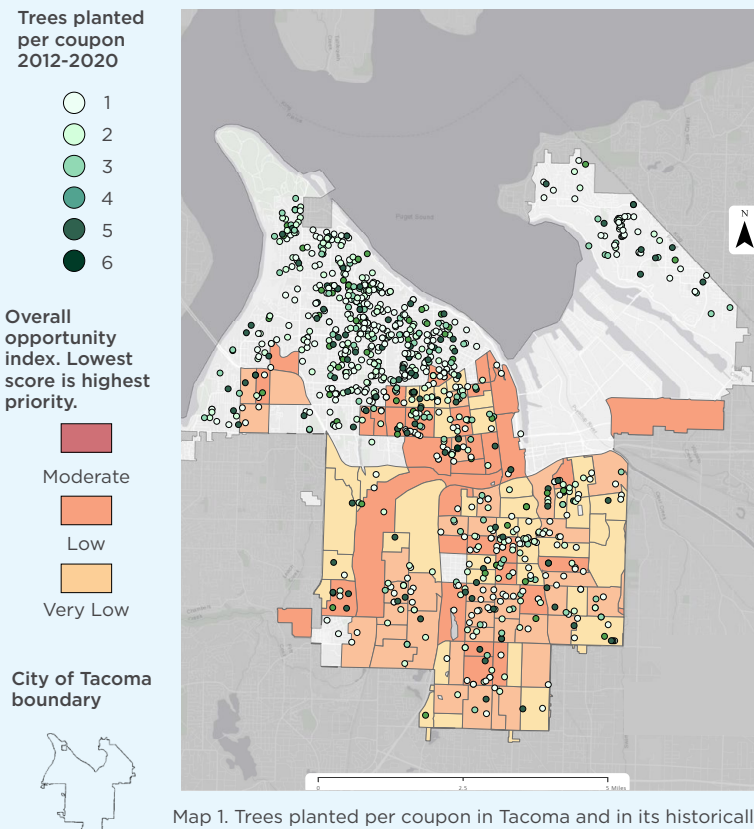 Trees planted
per coupon
2012-2020
1
2
3
4
5
6
Overall
opportunity
index. Lowest
score is highest
priority.
Moderate
Low
Very Low
City of Tacoma
boundary
Puget Sound
N
0
2.5
5 Miles
Map 1. Trees planted per coupon in Tacoma and in its historicall